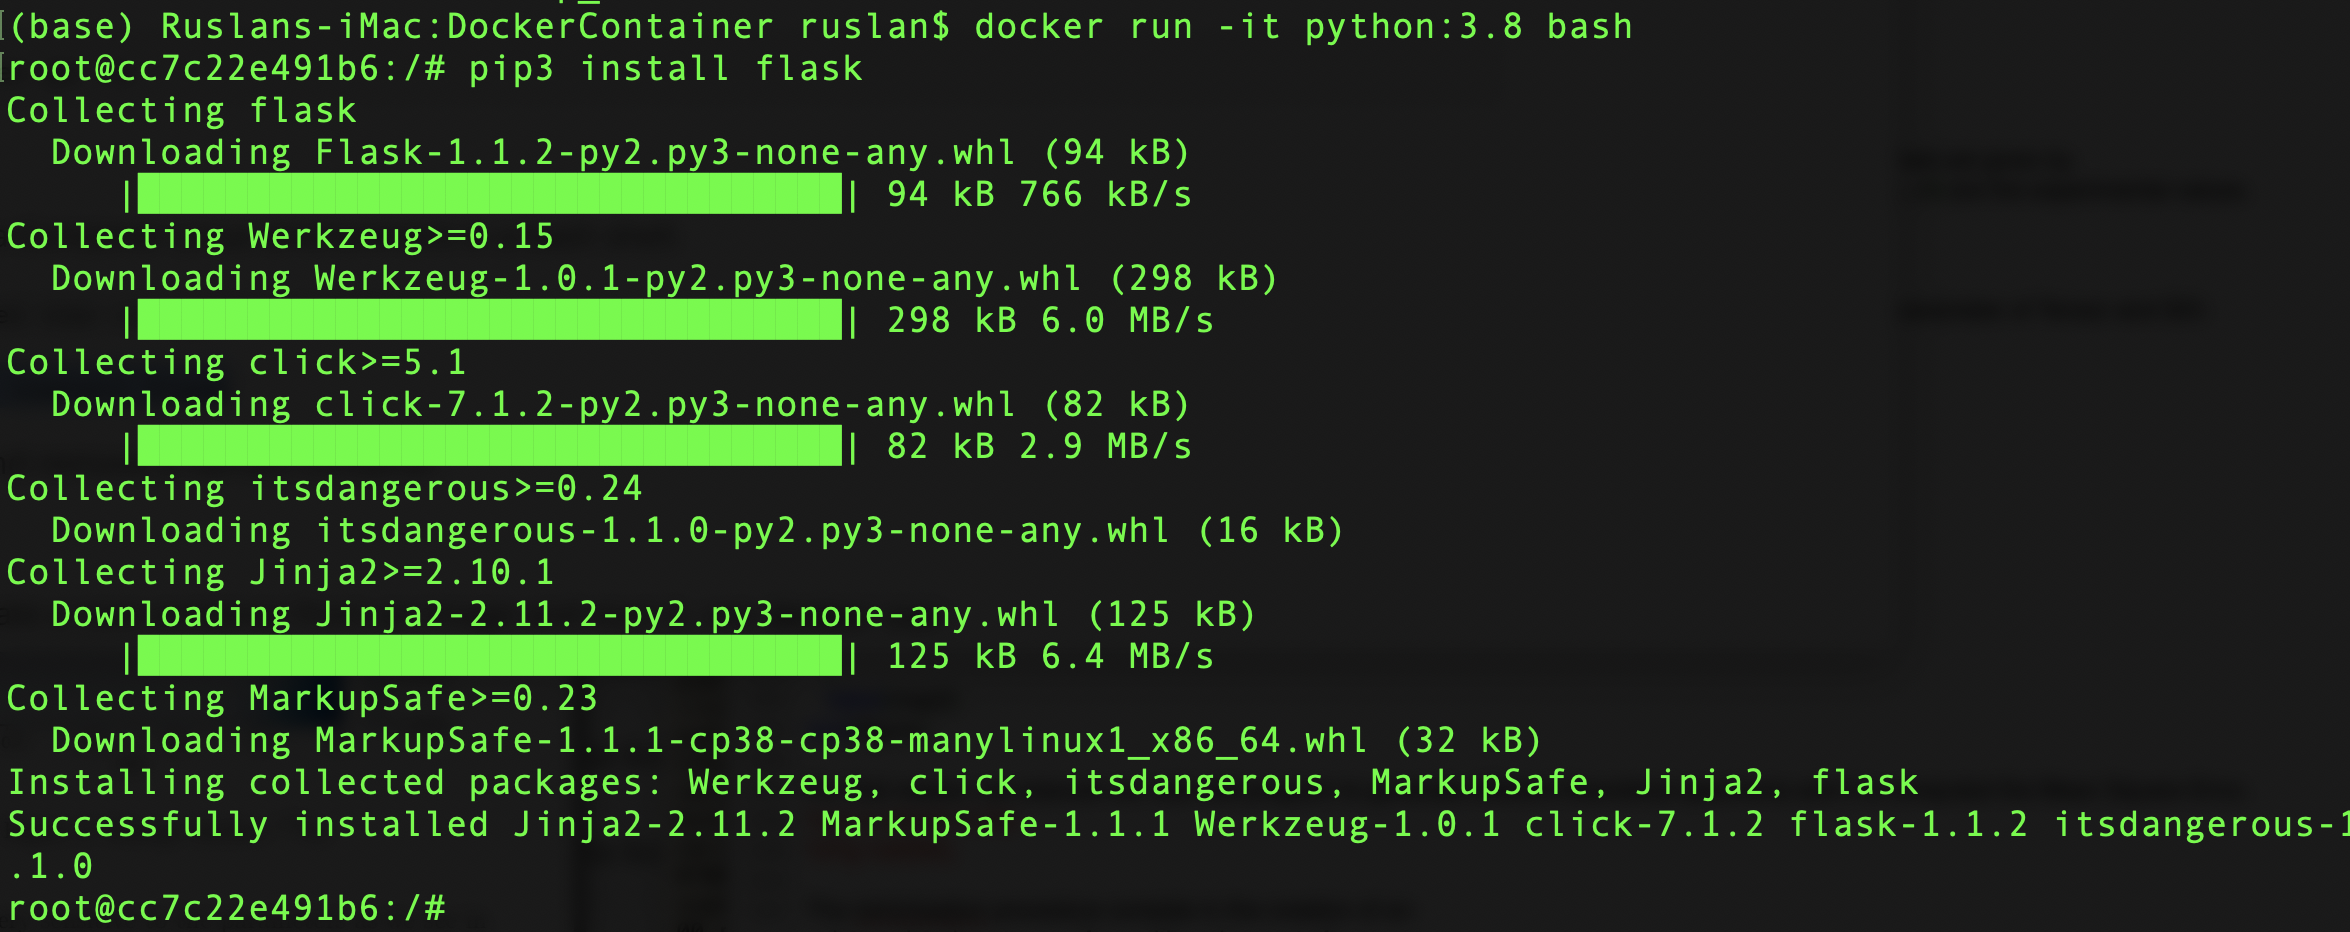 (base) Ruslans-iMac:DockerContainer ruslan$ docker run -it python:3.8 bash
root@cc7c22e491b6:/# pip3 install flask
Collecting flask
  Downloading Flask-1.1.2-py2.py3-none-any.whl (94 kB)
     |████████████████████████████████| 94 kB 766 kB/s
Collecting Werkzeug>=0.15
  Downloading Werkzeug-1.0.1-py2.py3-none-any.whl (298 kB)
     |████████████████████████████████| 298 kB 6.0 MB/s
Collecting click>=5.1
  Downloading click-7.1.2-py2.py3-none-any.whl (82 kB)
     |████████████████████████████████| 82 kB 2.9 MB/s
Collecting itsdangerous>=0.24
  Downloading itsdangerous-1.1.0-py2.py3-none-any.whl (16 kB)
Collecting Jinja2>=2.10.1
  Downloading Jinja2-2.11.2-py2.py3-none-any.whl (125 kB)
     |████████████████████████████████| 125 kB 6.4 MB/s
Collecting MarkupSafe>=0.23
  Downloading MarkupSafe-1.1.1-cp38-cp38-manylinux1_x86_64.whl (32 kB)
Installing collected packages: Werkzeug, click, itsdangerous, MarkupSafe, Jinja2, flask
Successfully installed Jinja2-2.11.2 MarkupSafe-1.1.1 Werkzeug-1.0.1 click-7.1.2 flask-1.1.2 itsdangerous-1
.1.0
root@cc7c22e491b6:/#